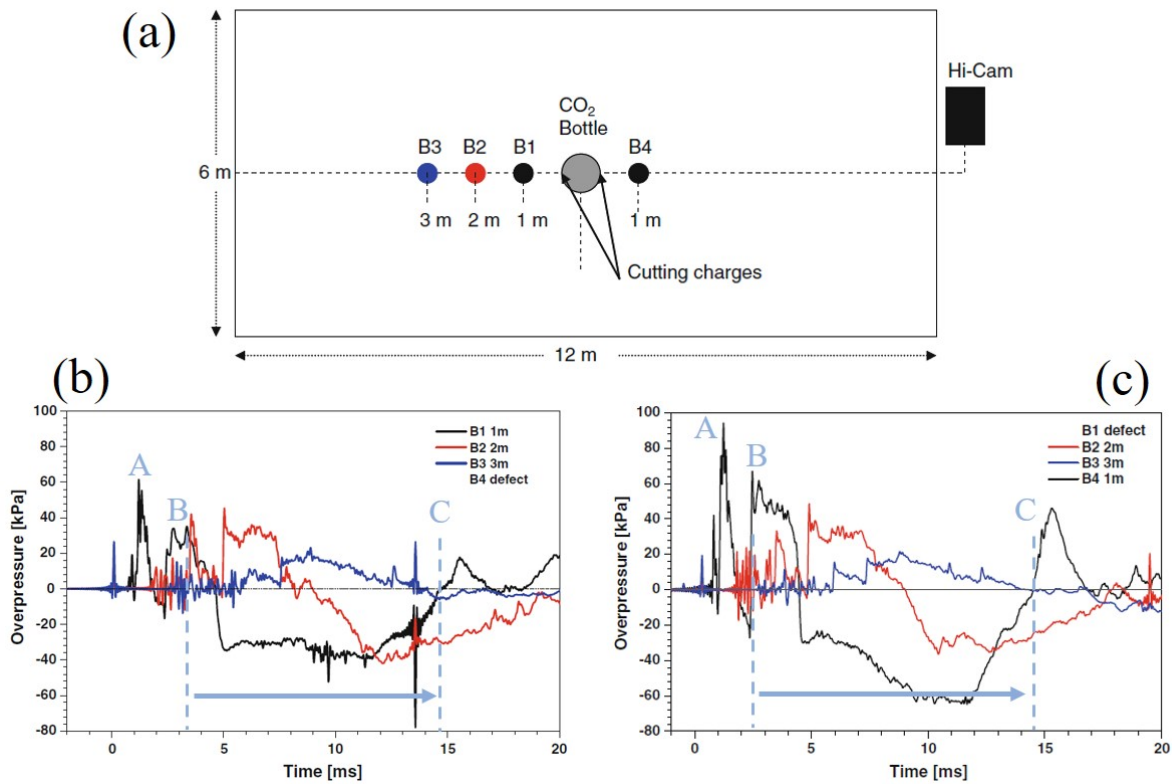 (a)
Hi-Cam
CO2
Bottle
B3 B2 B1 B4
6 m
3 m 2 m 1 m 1 m
Cutting charges
12 m
(b)
100
80
60
40
20
0
-20
-40
-60
-80
Overpressure [kPa]
A
B
C
B1 1m
B2 2m
B3 3m
B4 defect
0 5 10 15 20
Time [ms]
(c)
100
80
60
40
20
0
-20
-40
-60
-80
Overpressure [kPa]
A
B
C
B1 defect
B2 2m
B3 3m
B4 1m
0 5 10 15 20
Time [ms]